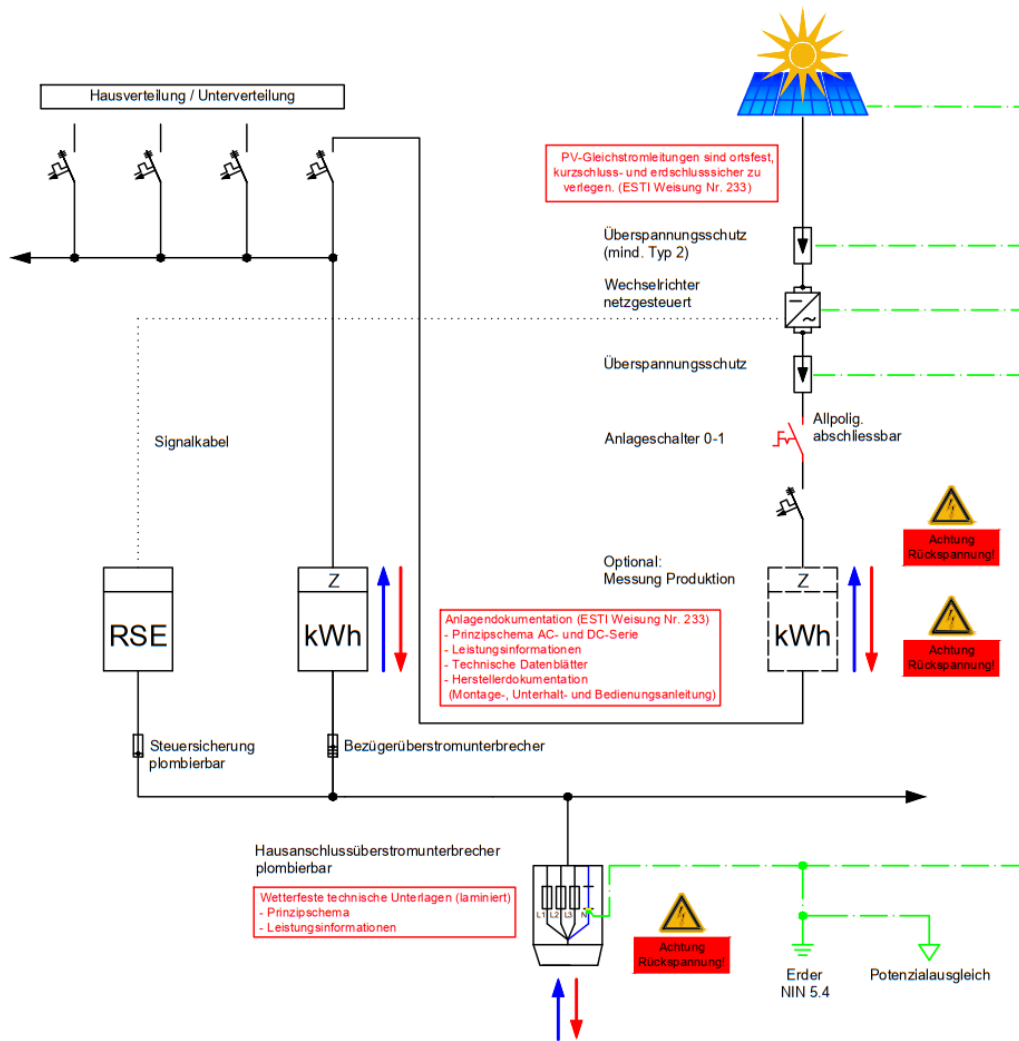 Hausverteilung / Unterverteilung
PV-Gleichstromleitungen sind ortsfest,
kurzschluss- und erdschlusssicher zu
verlegen. (ESTI Weisung Nr. 233)
Überspannungsschutz
(mind. Typ 2)
Wechselrichter
netzgesteuert
~
Überspannungsschutz
Signalkabel
Anlageschalter 0-1
Allpolig.
abschliessbar
Achtung
Rückspannung!
Optional:
Messung Produktion
RSE
Z
kWh
Z
kWh
Achtung
Rückspannung!
Anlagendokumentation (ESTI Weisung Nr. 233)
- Prinzipschema AC- und DC-Serie
- Leistungsinformationen
- Technische Datenblätter
- Herstellerdokumentation
(Montage-, Unterhalt- und Bedienungsanleitung)
Steuersicherung
plombierbar
Bezügerüberstromunterbrecher
Hausanschlussüberstromunterbrecher
plombierbar
Wetterfeste technische Unterlagen (laminiert)
- Prinzipschema
- Leistungsinformationen
L1 L2 L3 N
Achtung
Rückspannung!
Erder
NIN 5.4
Potenzialausgleich